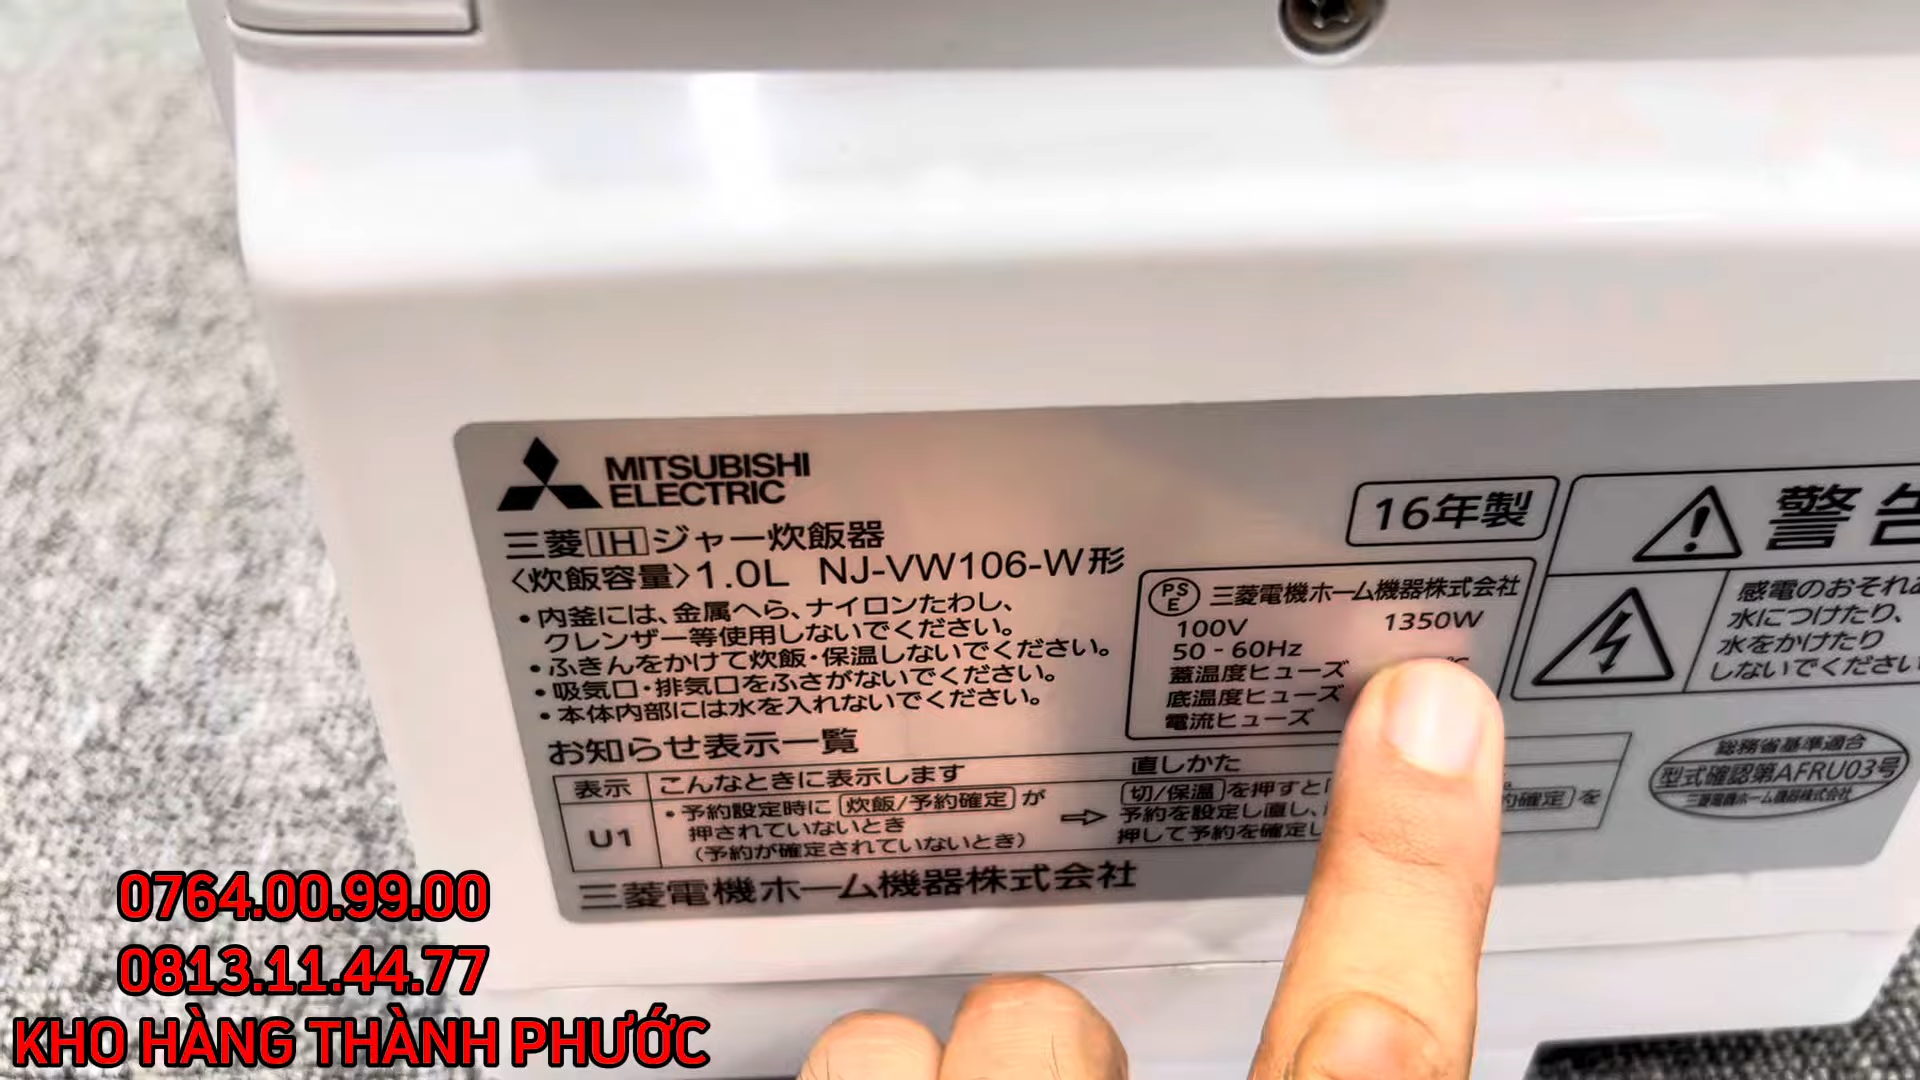 MITSUBISHI
ELECTRIC
三菱IHジャー炊飯器
〈炊飯容量〉1.0L NJ-VW106-W形
・内釜には、金属へら、ナイロンたわし、
クレンザー等使用しないでください。
・ふきんをかけて炊飯・保温しないでください。
・吸気口・排気口をふさがないでください。
・本体内部には水を入れないでください。
16年製
PS
E
三菱電機ホーム機器株式会社
100V 1350W
50-60Hz
蓋温度ヒューズ ℃
底温度ヒューズ
電流ヒューズ
警告
感電のおそれ
水につけたり、
水をかけたり
しないでください
お知らせ表示一覧
表示 こんなときに表示します 直しかた
U1
・予約設定時に 炊飯/予約確定 が
押されていないとき
(予約が確定されていないとき)
切/保温 を押すと
予約を設定し直し、 約確定 を
押して予約を確定し
総務省基準適合
型式確認第AFRU03号
三菱電機ホーム機器株式会社
三菱電機ホーム機器株式会社
0764.00.99.00
0813.11.44.77
KHO HÀNG THÀNH PHƯỚC